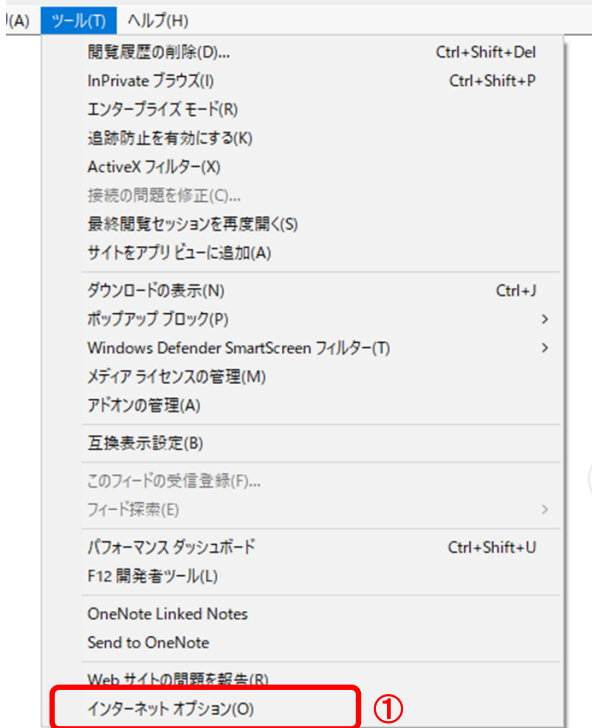 (A) ツール(T) ヘルプ(H)
閲覧履歴の削除(D)... Ctrl+Shift+Del
InPrivate ブラウズ(I) Ctrl+Shift+P
エンタープライズ モード(R)
追跡防止を有効にする(K)
ActiveX フィルター(X)
接続の問題を修正(C)...
最終閲覧セッションを再度開く(S)
サイトをアプリ ビューに追加(A)
ダウンロードの表示(N) Ctrl+J
ポップアップ ブロック(P)
Windows Defender SmartScreen フィルター(T)
メディア ライセンスの管理(M)
アドオンの管理(A)
互換表示設定(B)
このフィードの受信登録(F)...
フィード探索(E)
パフォーマンス ダッシュボード Ctrl+Shift+U
F12 開発者ツール(L)
OneNote Linked Notes
Send to OneNote
Web サイトの問題を報告(R)
インターネット オプション(O) ①